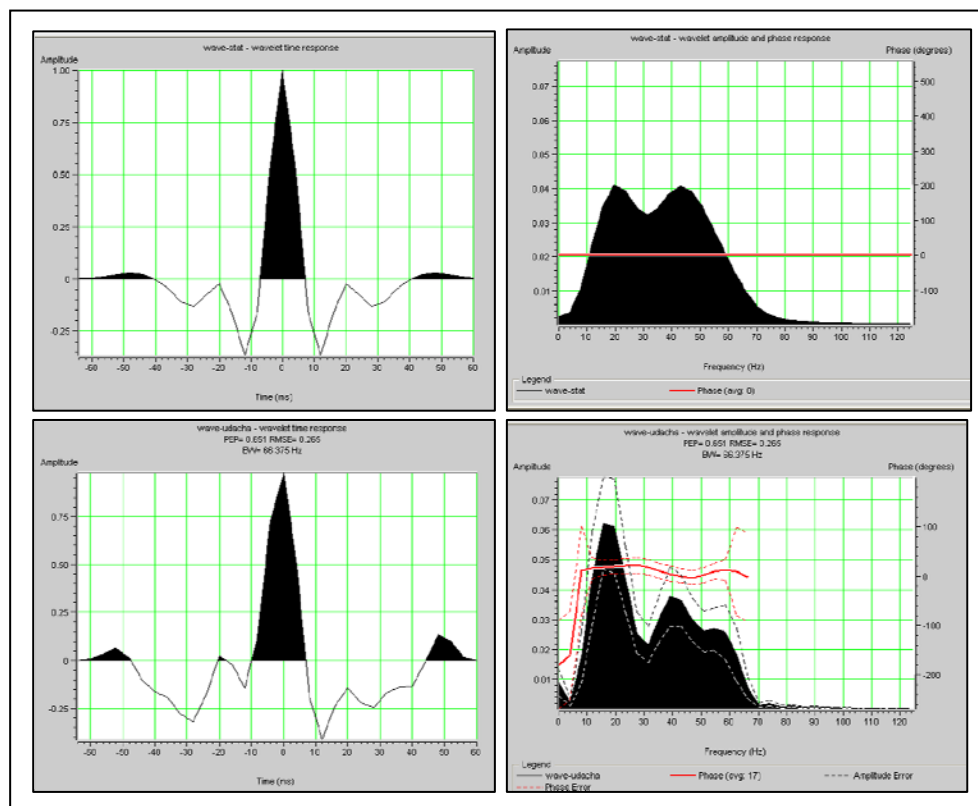 wave-stat - wavelet time response
Amplitude
1.00
0.75
0.50
0.25
0
-0.25
-60 -50 -40 -30 -20 -10 0 10 20 30 40 50 60
Time (ms)
wave-stat - wavelet amplitude and phase response
Amplitude Phase (degrees)
0.07
0.06
0.05
0.04
0.03
0.02
0.01
500
400
300
200
100
0
-100
0 10 20 30 40 50 60 70 80 90 100 110 120
Frequency (Hz)
Legend
wave-stat Phase (avg: 0)
wave-udacha - wavelet time response
PEP= 0.651 RMSE= 0.265
BW= 66.375 Hz
Amplitude
0.75
0.50
0.25
0
-0.25
-50 -40 -30 -20 -10 0 10 20 30 40 50 60
Time (ms)
wave-udacha - wavelet amplitude and phase response
PEP= 0.651 RMSE= 0.265
BW= 66.375 Hz
Amplitude Phase (degrees)
0.07
0.06
0.05
0.04
0.03
0.02
0.01
100
0
-100
-200
0 10 20 30 40 50 60 70 80 90 100 110 120
Frequency (Hz)
Legend
wave-udacha Phase (avg: 17) Amplitude Error
Phase Error